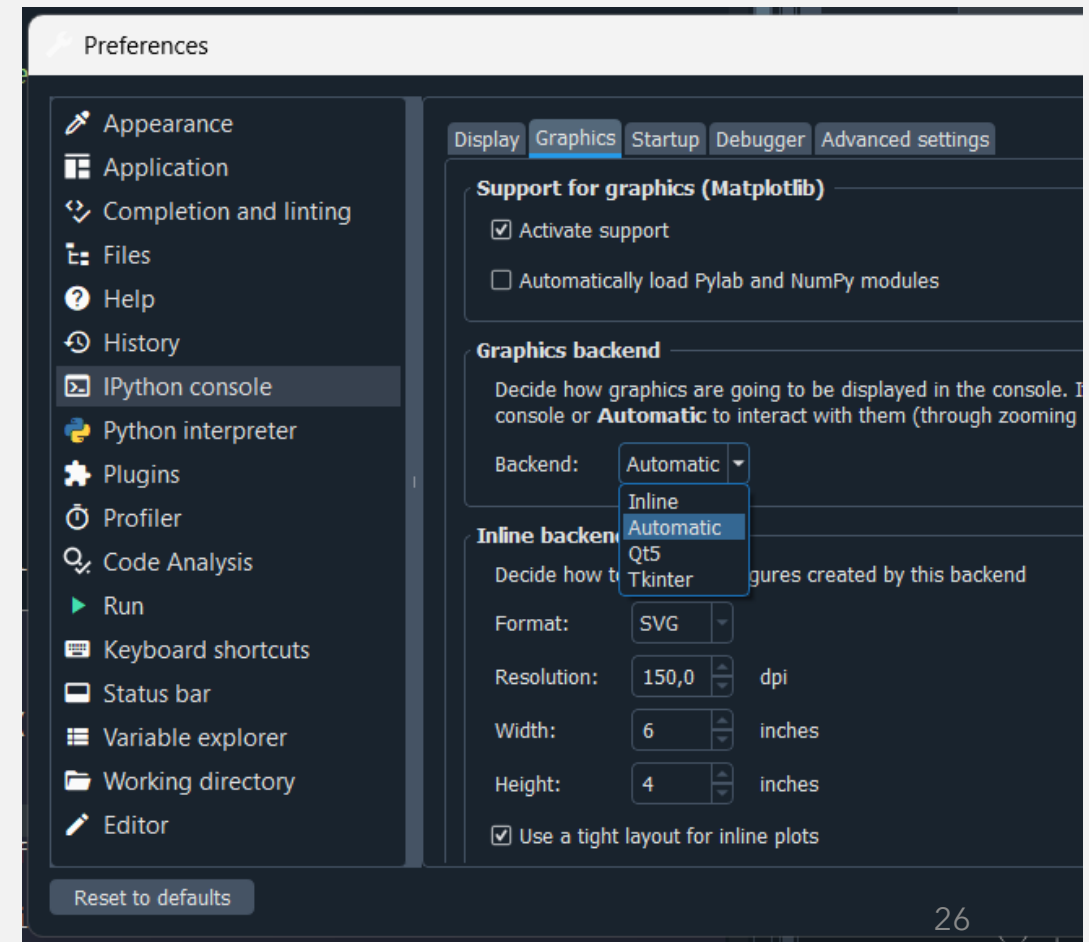 Preferences
Appearance
Application
Completion and linting
Files
Help
History
IPython console
Python interpreter
Plugins
Profiler
Code Analysis
Run
Keyboard shortcuts
Status bar
Variable explorer
Working directory
Editor
Reset to defaults
Display Graphics Startup Debugger Advanced settings
Support for graphics (Matplotlib)
Activate support
Automatically load Pylab and NumPy modules
Graphics backend
Decide how graphics are going to be displayed in the console.
console or Automatic to interact with them (through zooming
Backend: Automatic
Inline
Automatic
Qt5
Tkinter
Inline backend
Decide how gures created by this backend
Format: SVG
Resolution: 150,0 dpi
Width: 6 inches
Height: 4 inches
Use a tight layout for inline plots
26